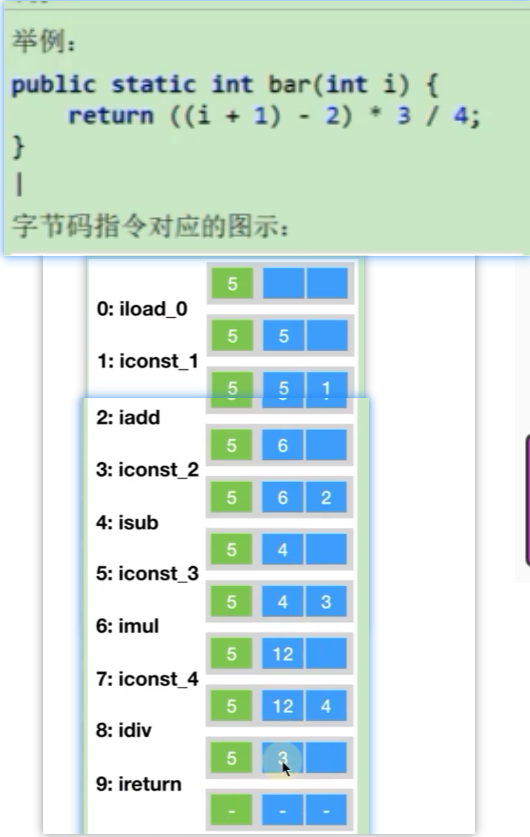 举例：
public static int bar(int i) {
return ((i + 1) - 2) * 3 / 4;
}
字节码指令对应的图示：
5
0: iload_0
5 5
1: iconst_1
5 5 1
2: iadd
5 6
3: iconst_2
5 6 2
4: isub
5 4
5: iconst_3
5 4 3
6: imul
5 12
7: iconst_4
5 12 4
8: idiv
5 3
9: ireturn
- - -